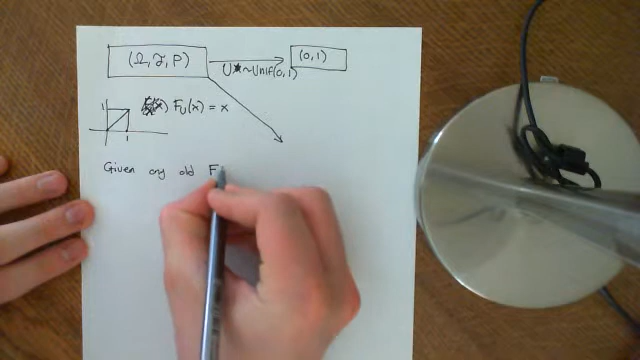 (Ω, F, P)
U ~ Unif(0,1)
(0,1)
1
1
F_U(x) = x
Given any old F